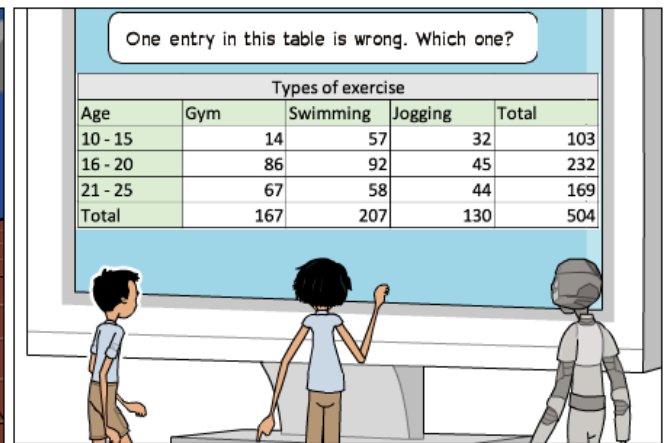 One entry in this table is wrong. Which one?
Types of exercise
Age Gym Swimming Jogging Total
10 - 15 14 57 32 103
16 - 20 86 92 45 232
21 - 25 67 58 44 169
Total 167 207 130 504